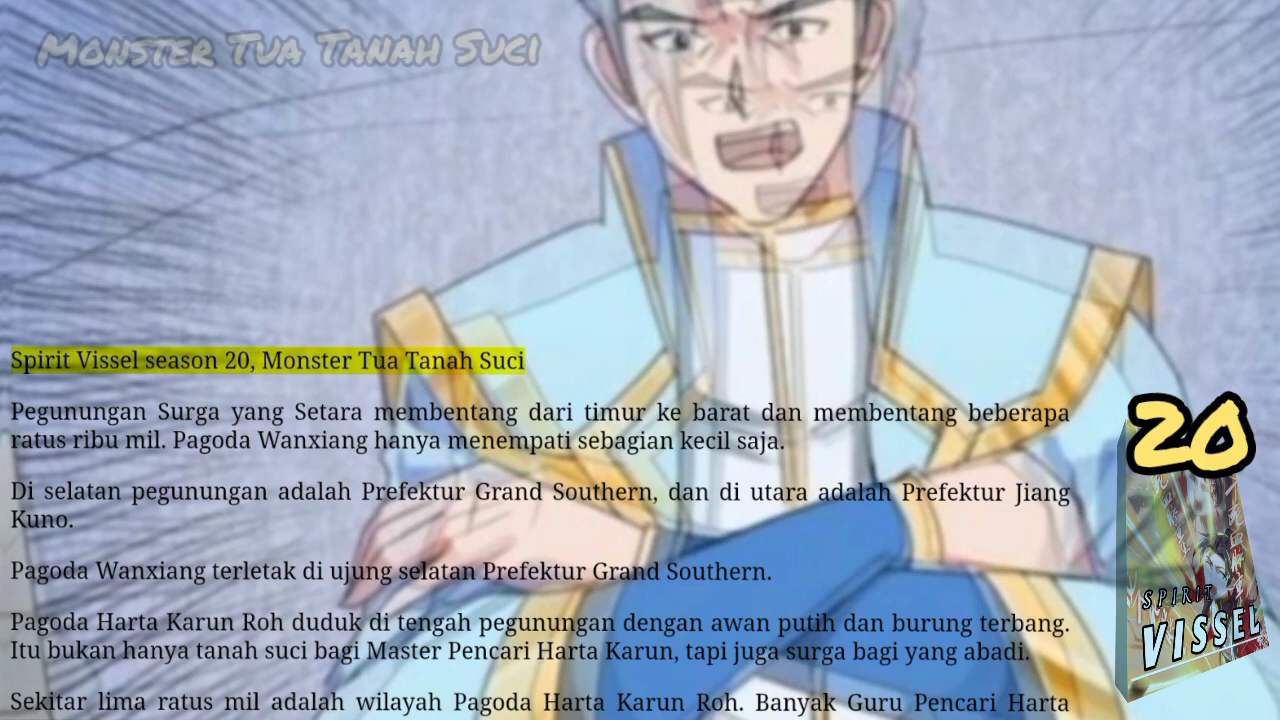 Monster Tua Tanah Suci
Spirit Vissel season 20, Monster Tua Tanah Suci
Pegunungan Surga yang Setara membentang dari timur ke barat dan membentang beberapa
ratus ribu mil. Pagoda Wanxiang hanya menempati sebagian kecil saja.
Di selatan pegunungan adalah Prefektur Grand Southern, dan di utara adalah Prefektur Jiang
Kuno.
Pagoda Wanxiang terletak di ujung selatan Prefektur Grand Southern.
Pagoda Harta Karun Roh duduk di tengah pegunungan dengan awan putih dan burung terbang.
Itu bukan hanya tanah suci bagi Master Pencari Harta Karun, tapi juga surga bagi yang abadi.
Sekitar lima ratus mil adalah wilayah Pagoda Harta Karun Roh. Banyak Guru Pencari Harta
20
SPIRIT
VISSEL